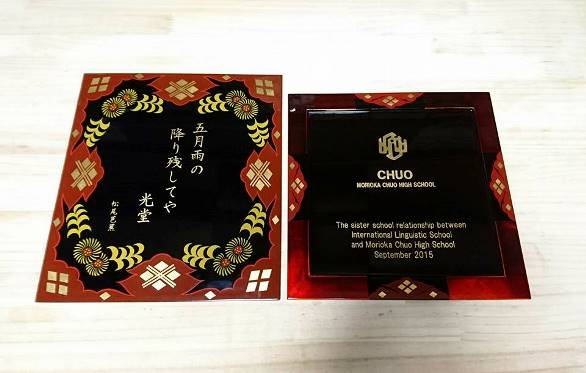 五月雨の
降り残してや
光堂
松尾芭蕉
CHUO
MORIOKA CHUO HIGH SCHOOL
The sister school relationship between
International Linguistic School
and Morioka Chuo High School
September 2015